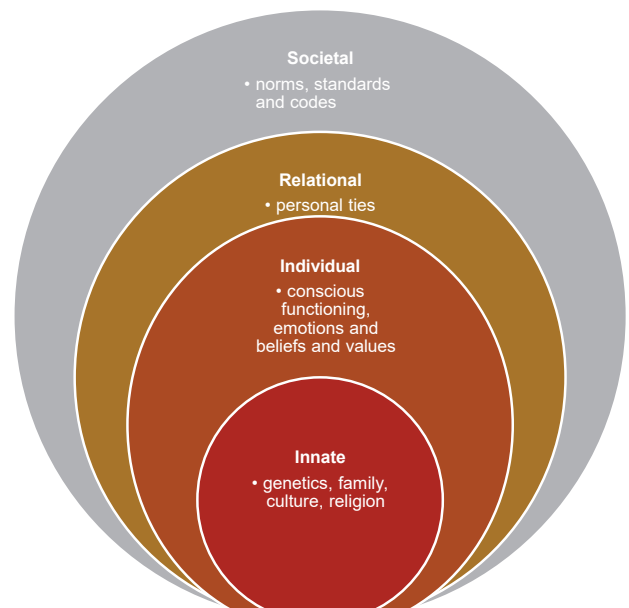 Societal
• norms, standards
and codes
Relational
• personal ties
Individual
• conscious
functioning,
emotions and
beliefs and values
Innate
• genetics, family,
culture, religion